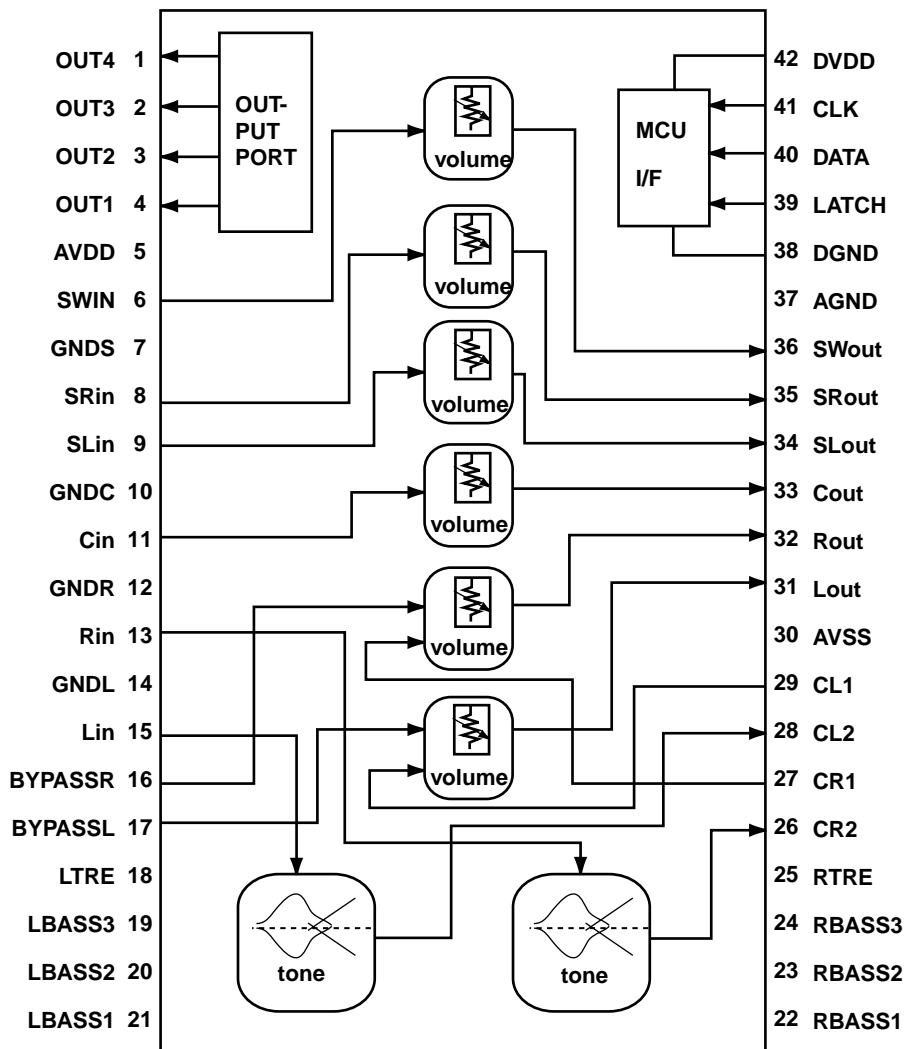 OUT4 1
OUT3 2
OUT2 3
OUT1 4
AVDD 5
SWIN 6
GNDS 7
SRin 8
SLin 9
GNDC 10
Cin 11
GNDR 12
Rin 13
GNDL 14
Lin 15
BYPASSR 16
BYPASSL 17
LTRE 18
LBASS3 19
LBASS2 20
LBASS1 21
OUT-
PUT
PORT
volume
volume
volume
volume
volume
volume
tone
tone
MCU
I/F
42 DVDD
41 CLK
40 DATA
39 LATCH
38 DGND
37 AGND
36 SWout
35 SRout
34 SLout
33 Cout
32 Rout
31 Lout
30 AVSS
29 CL1
28 CL2
27 CR1
26 CR2
25 RTRE
24 RBASS3
23 RBASS2
22 RBASS1